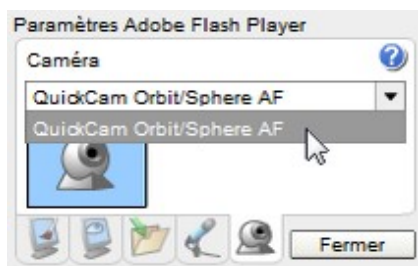 Paramètres Adobe Flash Player
Caméra
?
QuickCam Orbit/Sphere AF
QuickCam Orbit/Sphere AF
Fermer